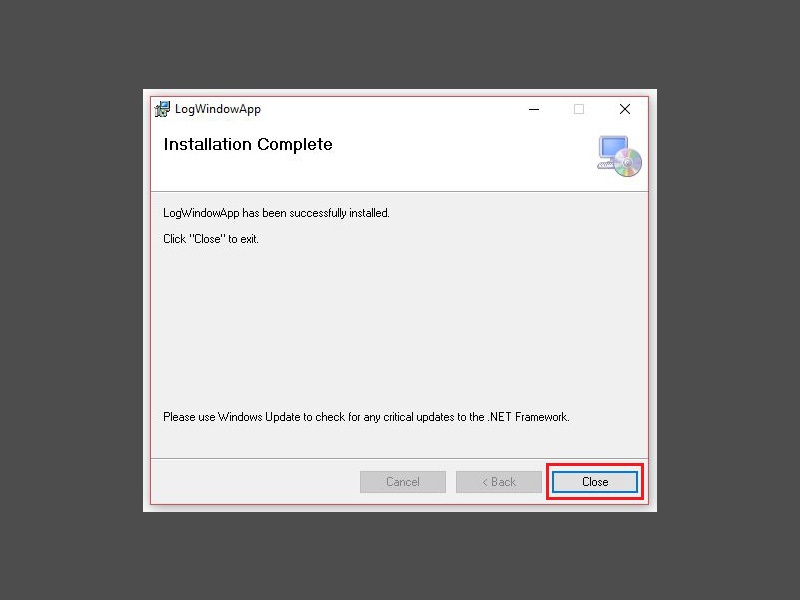 LogWindowApp
Installation Complete
LogWindowApp has been successfully installed.
Click "Close" to exit.
Please use Windows Update to check for any critical updates to the .NET Framework.
Cancel
< Back
Close